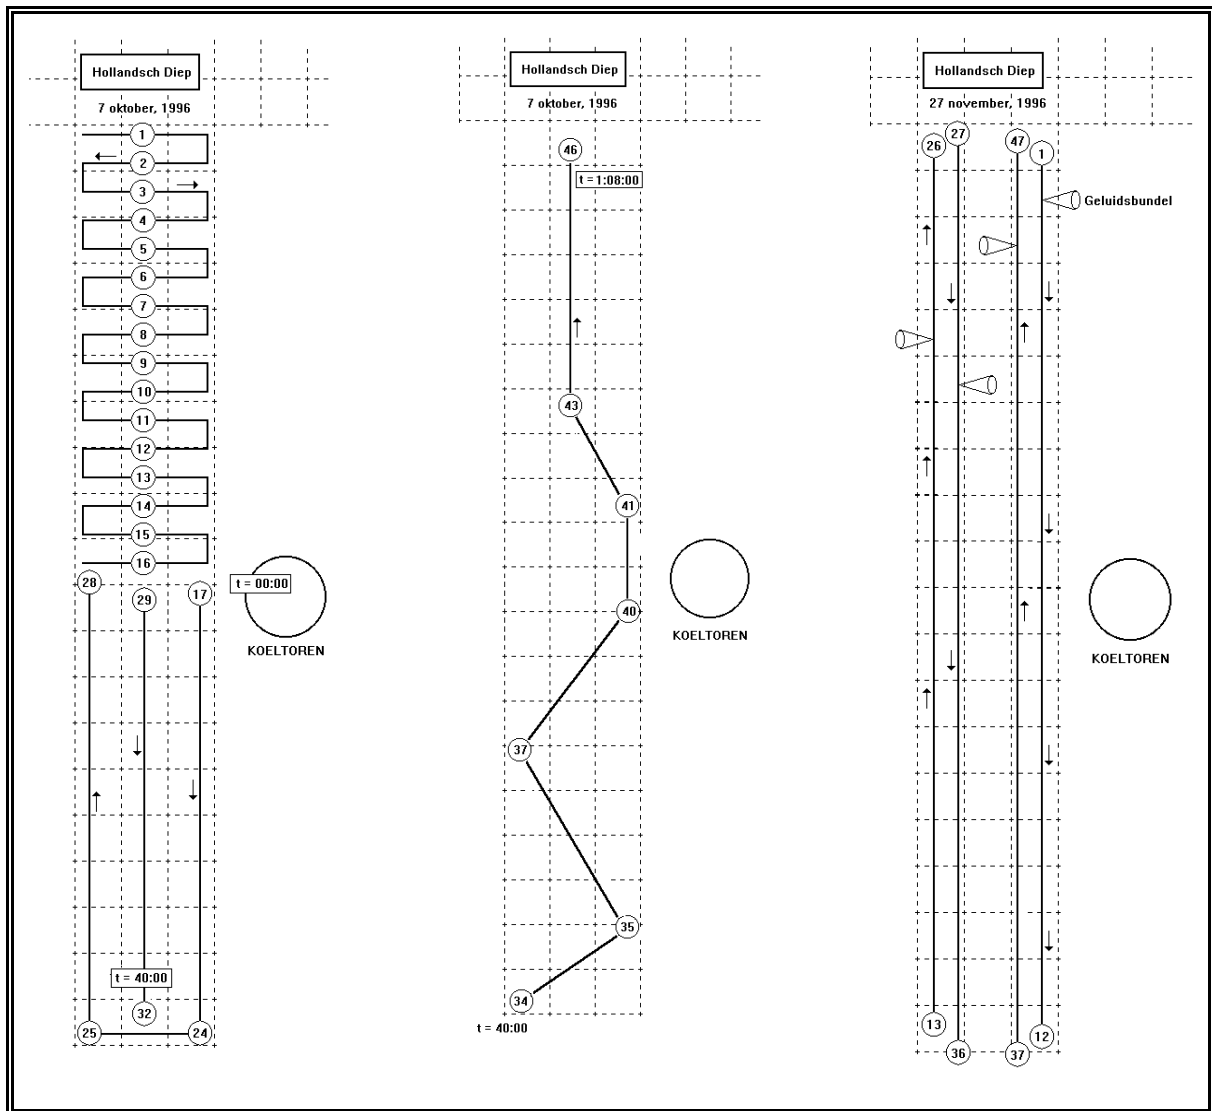 Hollandsch Diep
7 oktober, 1996
1
2
3
4
5
6
7
8
9
10
11
12
13
14
15
16
28
29
17
t = 00:00
KOELTOREN
t = 40:00
32
25
24
Hollandsch Diep
7 oktober, 1996
46
t = 1:08:00
43
41
40
KOELTOREN
37
35
34
t = 40:00
Hollandsch Diep
27 november, 1996
26
27
47
1
Geluidsbundel
KOELTOREN
13
36
37
12